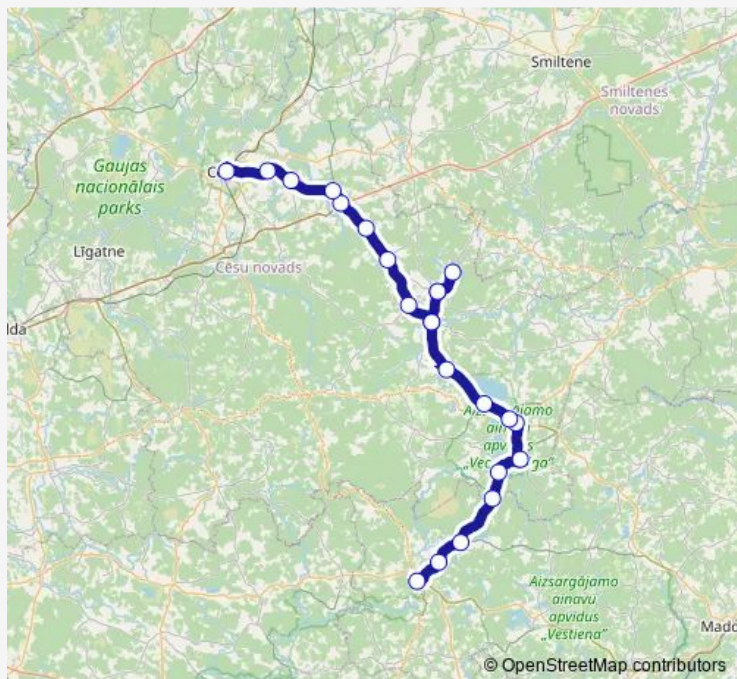 Smiltene
Smiltenes
novads
Gaujas
nacionālais
parks
Līgatne
Cēsu novads
lda
Aizsargājamo
ainavu
apvidus
„Vestiena”
Mado
© OpenStreetMap contributors